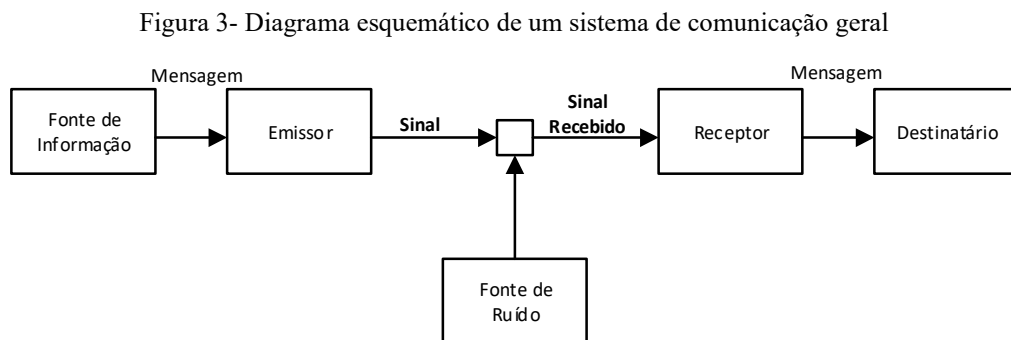 Figura 3- Diagrama esquemático de um sistema de comunicação geral
Mensagem
Mensagem
Fonte de
Informação
Emissor
Sinal
Sinal
Recebido
Receptor
Destinatário
Fonte de
Ruído